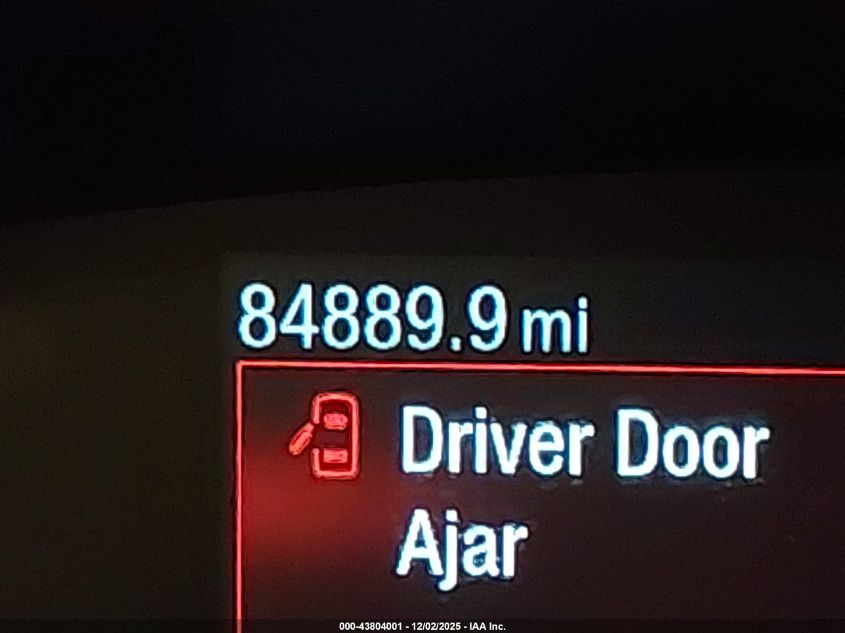 84889.9 mi
Driver Door
Ajar
000-43804001 - 12/02/2025 - IAA Inc.